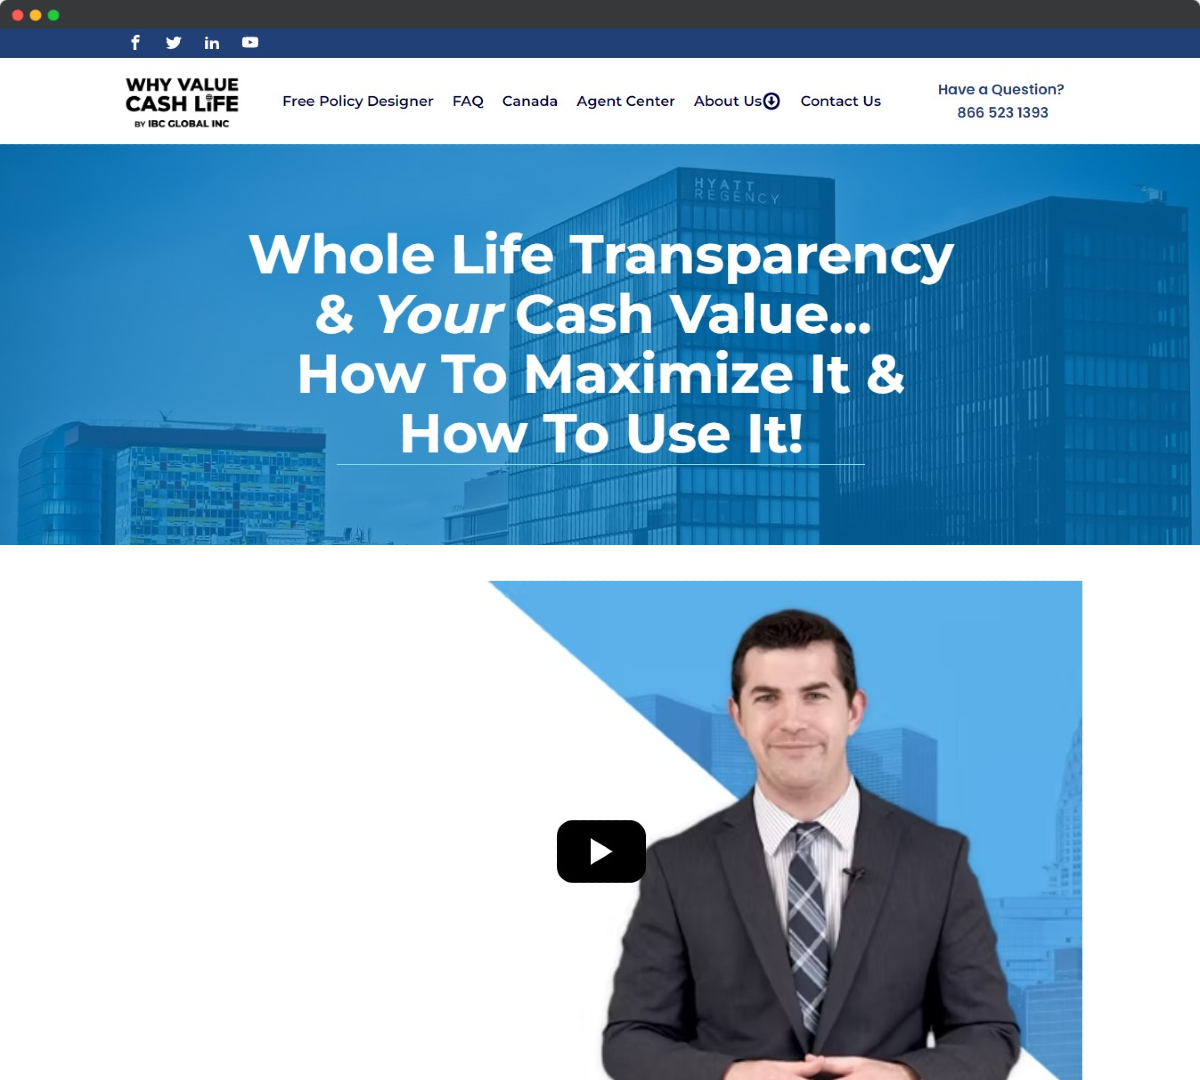 WHY VALUE
CASH LiFE
BY IBC GLOBAL INC
Free Policy Designer
FAQ
Canada
Agent Center
About Us
Contact Us
Have a Question?
866 523 1393
HYATT
REGENCY
Whole Life Transparency
& Your Cash Value...
How To Maximize It &
How To Use It!